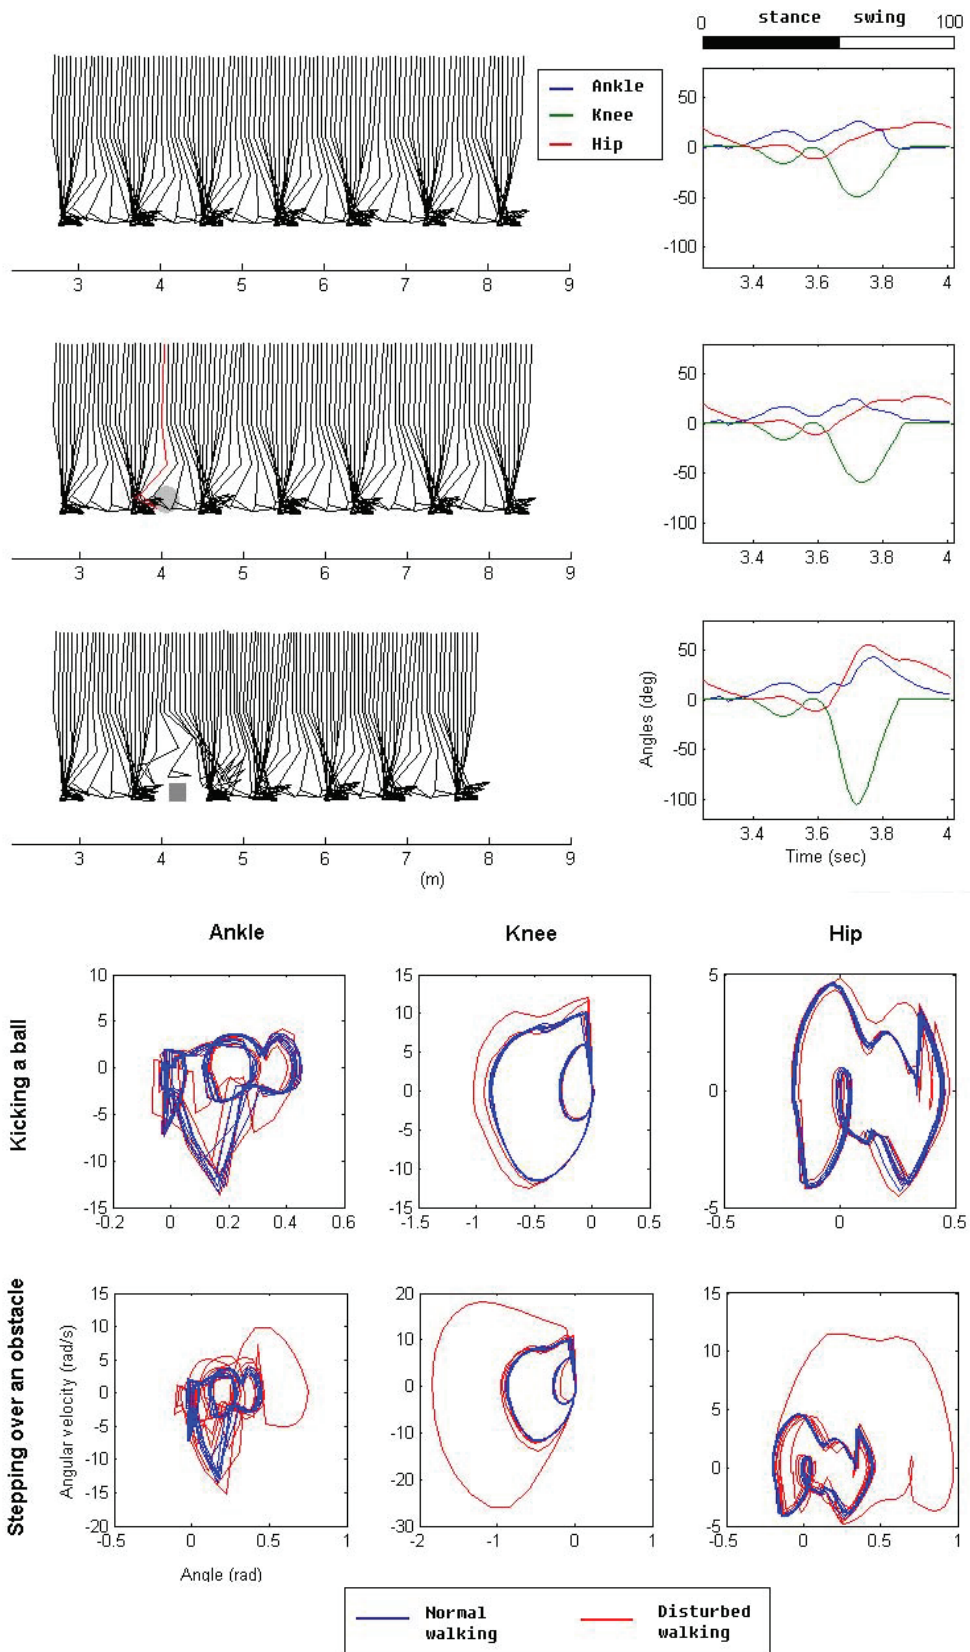 0 stance swing 100
Ankle
Knee
Hip
50
0
-50
-100
3.4 3.6 3.8 4
3 4 5 6 7 8 9
50
0
-50
-100
3.4 3.6 3.8 4
3 4 5 6 7 8 9
50
0
-50
-100
Angles (deg)
3.4 3.6 3.8 4
Time (sec)
3 4 5 6 7 8 9
(m)
Ankle Knee Hip
Kicking a ball
10
5
0
-5
-10
-15
-0.2 0 0.2 0.4 0.6
15
10
5
0
-5
-10
-15
-1.5 -1 -0.5 0 0.5
5
0
-5
-0.5 0 0.5
Stepping over an obstacle
Angular velocity (rad/s)
15
10
5
0
-5
-10
-15
-20
-0.5 0 0.5 1
Angle (rad)
20
10
0
-10
-20
-30
-2 -1 0 1
15
10
5
0
-5
-0.5 0 0.5 1
Normal
walking
Disturbed
walking